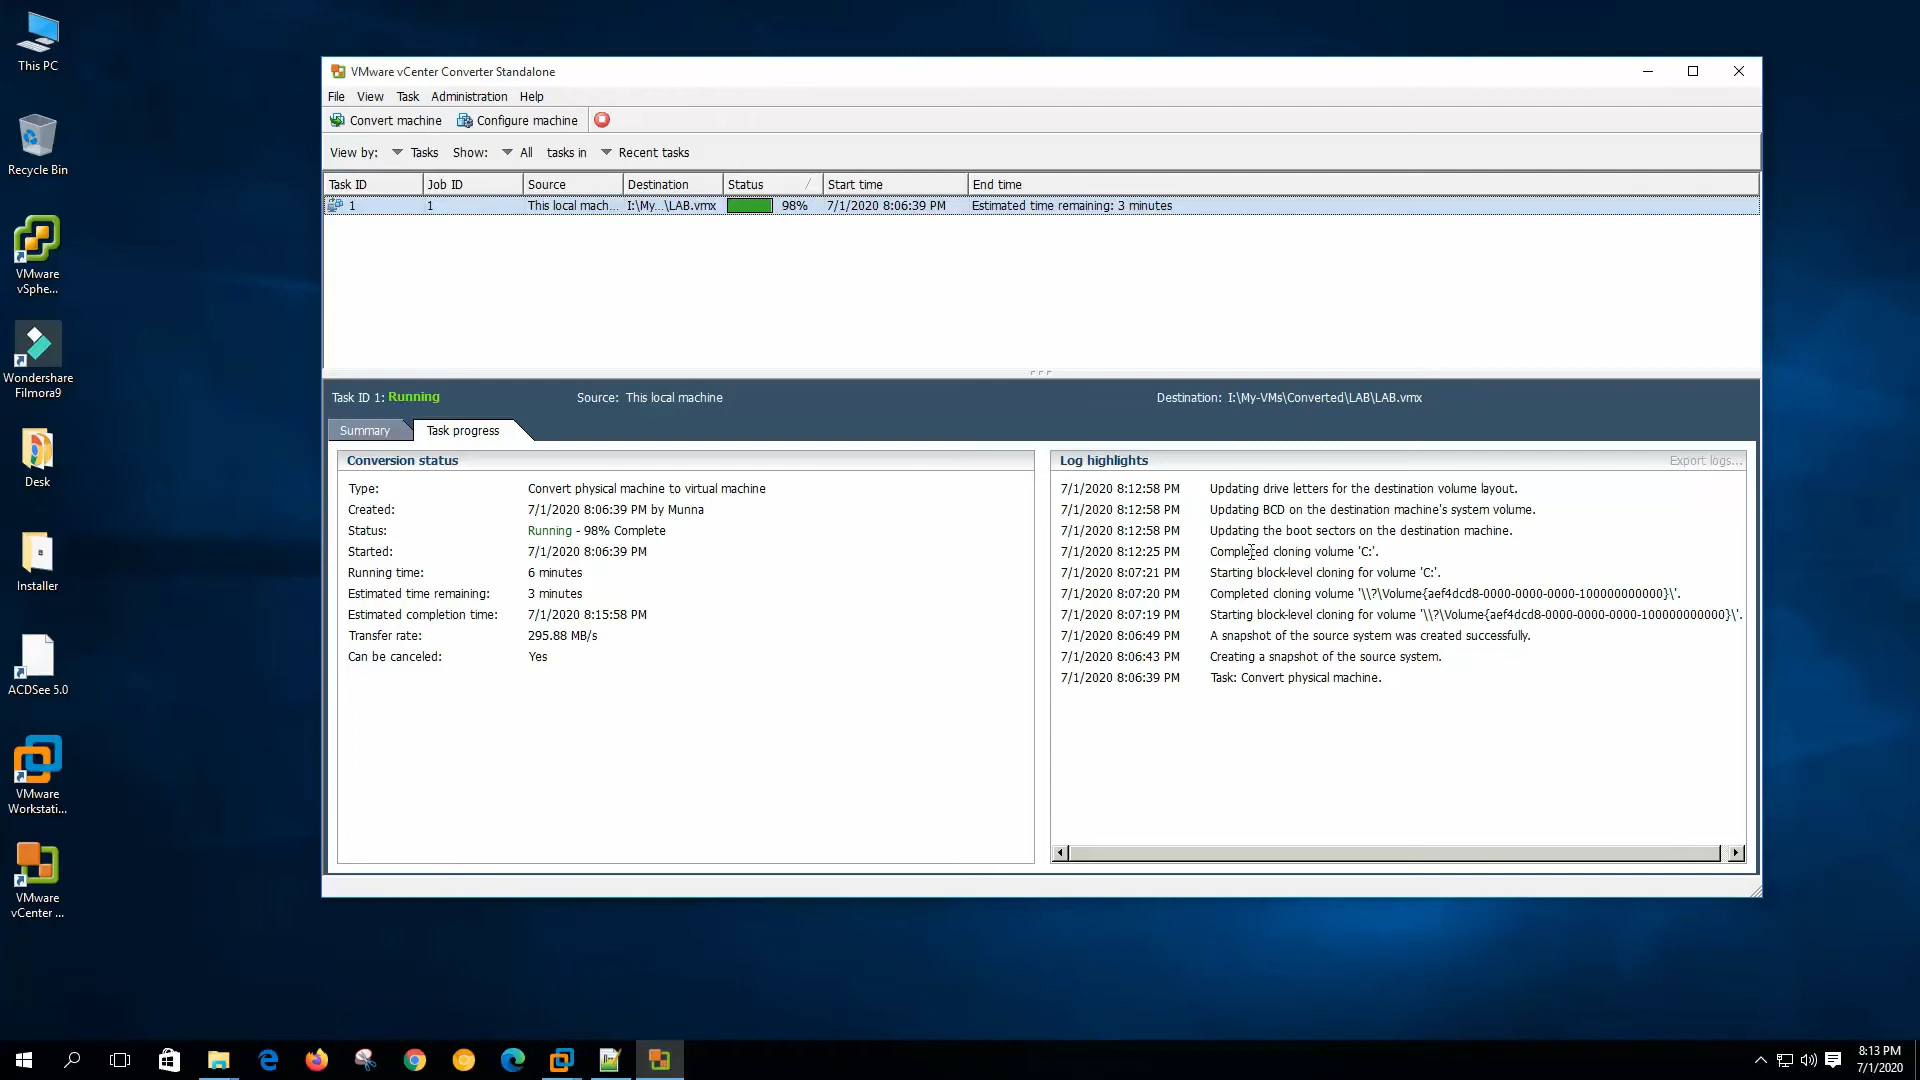 This PC
Recycle Bin
VMware
vSphe...
Wondershare
Filmora9
Desk
Installer
ACDSee 5.0
VMware
Workstati...
VMware
vCenter ...
VMware vCenter Converter Standalone
File View Task Administration Help
Convert machine Configure machine
View by: Tasks Show: All tasks in Recent tasks
Task ID Job ID Source Destination Status Start time End time
1 1 This local mach... I:\My...\LAB.vmx 98% 7/1/2020 8:06:39 PM Estimated time remaining: 3 minutes
Task ID 1: Running Source: This local machine Destination: I:\My-VMs\Converted\LAB\LAB.vmx
Summary Task progress
Conversion status
Type: Convert physical machine to virtual machine
Created: 7/1/2020 8:06:39 PM by Munna
Status: Running - 98% Complete
Started: 7/1/2020 8:06:39 PM
Running time: 6 minutes
Estimated time remaining: 3 minutes
Estimated completion time: 7/1/2020 8:15:58 PM
Transfer rate: 295.88 MB/s
Can be canceled: Yes
Log highlights Export logs...
7/1/2020 8:12:58 PM Updating drive letters for the destination volume layout.
7/1/2020 8:12:58 PM Updating BCD on the destination machine's system volume.
7/1/2020 8:12:58 PM Updating the boot sectors on the destination machine.
7/1/2020 8:12:25 PM Completed cloning volume 'C:'.
7/1/2020 8:07:21 PM Starting block-level cloning for volume 'C:'.
7/1/2020 8:07:20 PM Completed cloning volume '\\?\Volume{aef4dcd8-0000-0000-0000-100000000000}\'.
7/1/2020 8:07:19 PM Starting block-level cloning for volume '\\?\Volume{aef4dcd8-0000-0000-0000-100000000000}\'.
7/1/2020 8:06:49 PM A snapshot of the source system was created successfully.
7/1/2020 8:06:43 PM Creating a snapshot of the source system.
7/1/2020 8:06:39 PM Task: Convert physical machine.
8:13 PM
7/1/2020